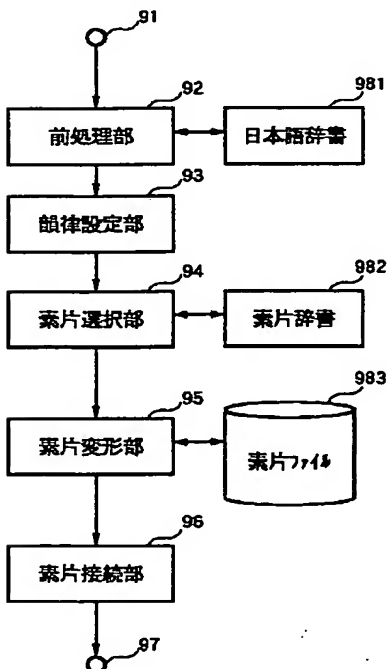 91
92
981
前処理部
日本語辞書
93
韻律設定部
94
982
素片選択部
素片辞書
983
95
素片変形部
素片ファイル
96
素片接続部
97